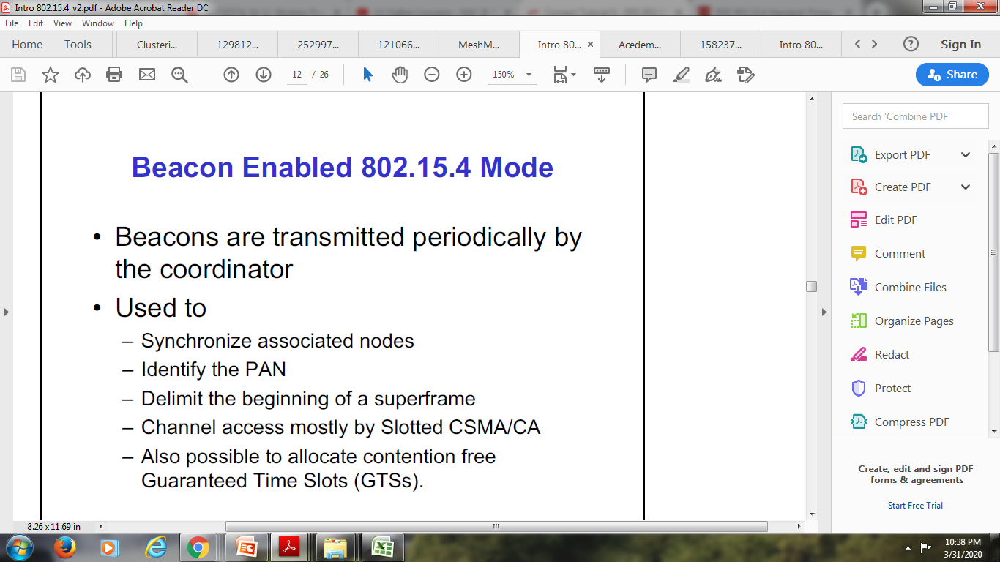 Intro 802.15.4_v2.pdf - Adobe Acrobat Reader DC
File Edit View Window Help
Home Tools Clusteri... 129812... 252997... 121066... MeshM... Intro 80... × Acedem... 158237... Intro 80... Sign In
12 / 26 150% Share
Beacon Enabled 802.15.4 Mode
• Beacons are transmitted periodically by
the coordinator
• Used to
– Synchronize associated nodes
– Identify the PAN
– Delimit the beginning of a superframe
– Channel access mostly by Slotted CSMA/CA
– Also possible to allocate contention free
Guaranteed Time Slots (GTSs).
Search 'Combine PDF'
Export PDF
Create PDF
Edit PDF
Comment
Combine Files
Organize Pages
Redact
Protect
Compress PDF
Create, edit and sign PDF
forms & agreements
Start Free Trial
8.26 x 11.69 in
10:38 PM
3/31/2020